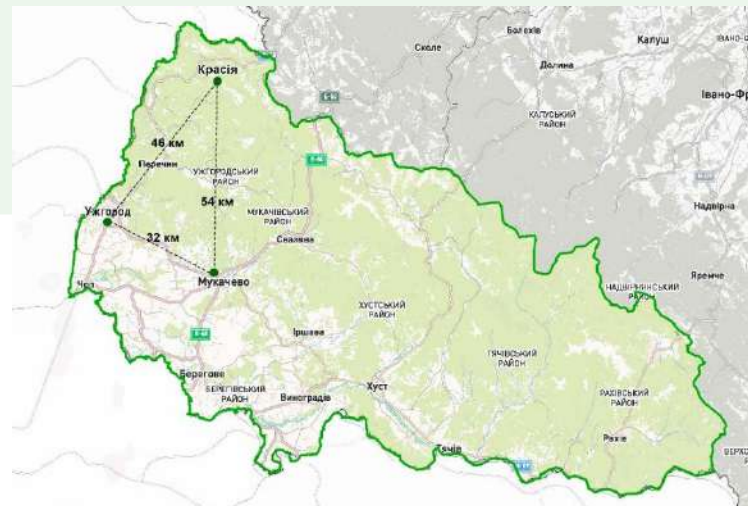 Болехів
Калуш
Сколе
Долина
Красія
КАЛУСЬКИЙ
РАЙОН
46 км
Перечин
УЖГОРОДСЬКИЙ
РАЙОН
Надвірна
54 км
Ужгород
МУКАЧІВСЬКИЙ
РАЙОН
32 км
Свалява
Яремче
Мукачево
Чоп
НАДВІРНЯНСЬКИЙ
РАЙОН
ХУСТСЬКИЙ
РАЙОН
Іршава
ТЯЧІВСЬКИЙ
РАЙОН
Берегове
БЕРЕГІВСЬКИЙ
РАЙОН
Виноградів
Хуст
РАХІВСЬКИЙ
РАЙОН
Рахів
Тячів